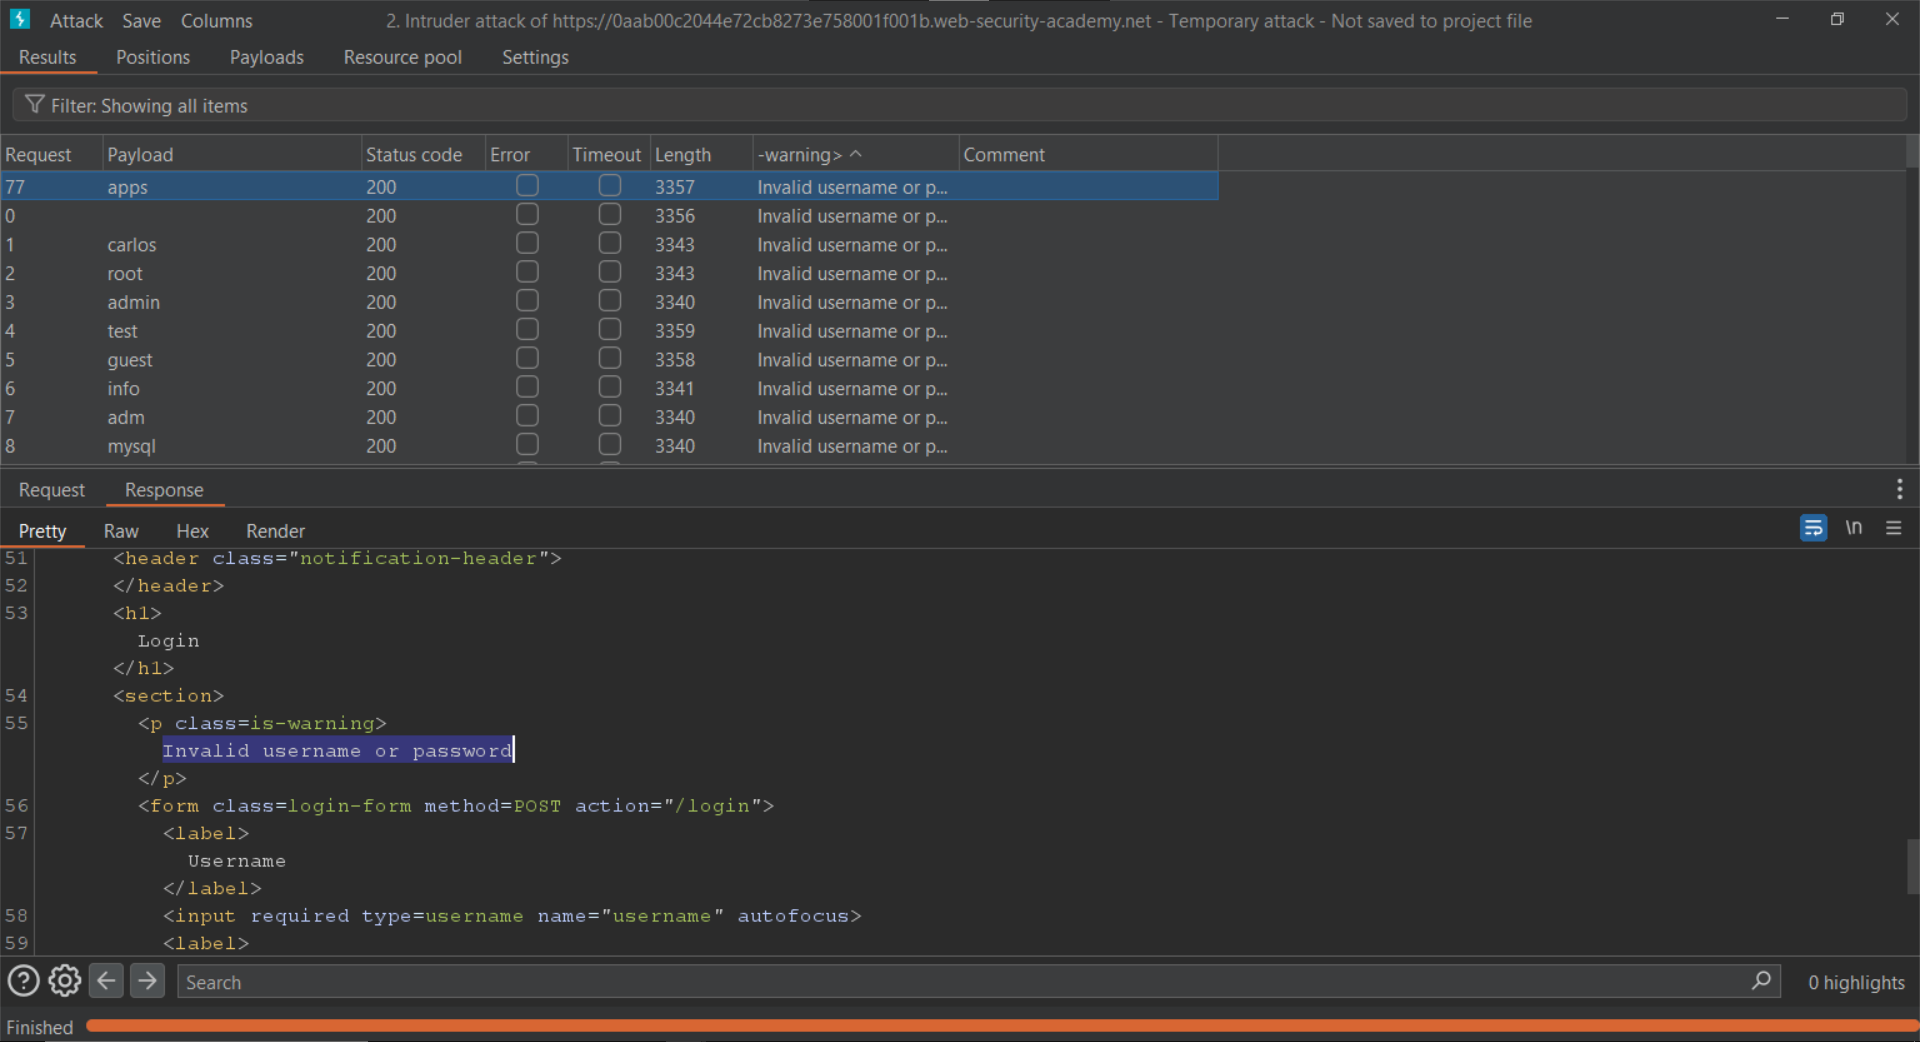 Attack Save Columns 2. Intruder attack of https://0aab00c2044e72cb8273e758001f001b.web-security-academy.net - Temporary attack - Not saved to project file
Results Positions Payloads Resource pool Settings
Filter: Showing all items
Request Payload Status code Error Timeout Length -warning> Comment
77 apps 200 3357 Invalid username or p...
0 200 3356 Invalid username or p...
1 carlos 200 3343 Invalid username or p...
2 root 200 3343 Invalid username or p...
3 admin 200 3340 Invalid username or p...
4 test 200 3359 Invalid username or p...
5 guest 200 3358 Invalid username or p...
6 info 200 3341 Invalid username or p...
7 adm 200 3340 Invalid username or p...
8 mysql 200 3340 Invalid username or p...
Request Response
Pretty Raw Hex Render \n
51 <header class="notification-header">
52 </header>
53 <h1>
Login
</h1>
54 <section>
55 <p class=is-warning>
Invalid username or password
</p>
56 <form class=login-form method=POST action="/login">
57 <label>
Username
</label>
58 <input required type=username name="username" autofocus>
59 <label>
Search 0 highlights
Finished